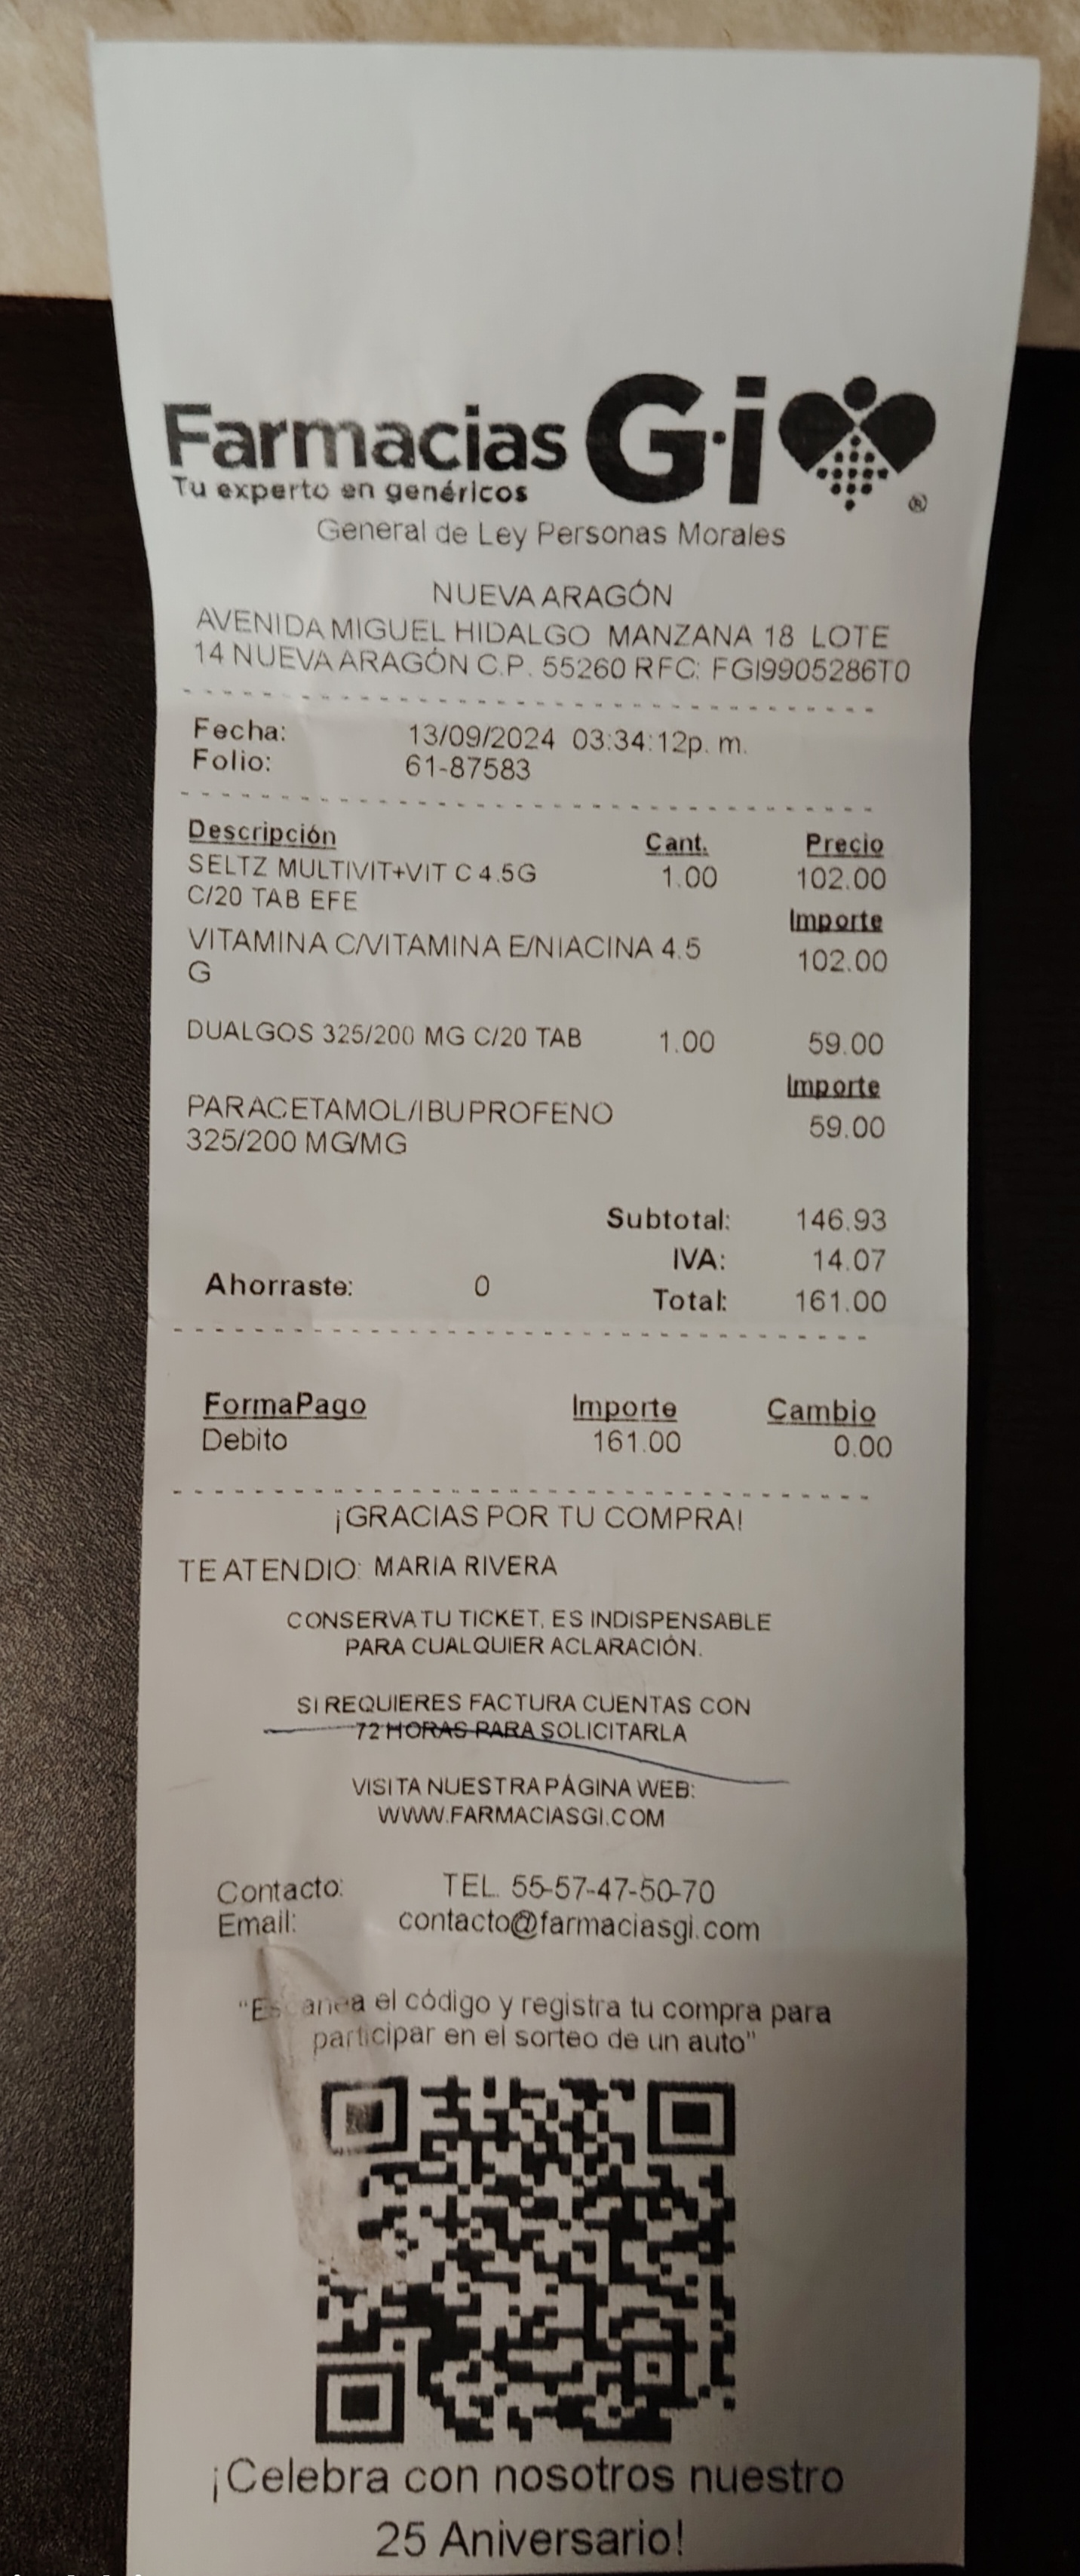 Farmacias G·i
Tu experto en genéricos
®
General de Ley Personas Morales
NUEVA ARAGÓN
AVENIDA MIGUEL HIDALGO MANZANA 18 LOTE
14 NUEVA ARAGÓN C.P. 55260 RFC: FGI9905286T0
Fecha: 13/09/2024 03:34:12p. m.
Folio: 61-87583
Descripción Cant. Precio
SELTZ MULTIVIT+VIT C 4.5G 1.00 102.00
C/20 TAB EFE
Importe
VITAMINA C/VITAMINA E/NIACINA 4.5 102.00
G
DUALGOS 325/200 MG C/20 TAB 1.00 59.00
Importe
PARACETAMOL/IBUPROFENO 59.00
325/200 MG/MG
Subtotal: 146.93
IVA: 14.07
Ahorraste: 0 Total: 161.00
FormaPago Importe Cambio
Debito 161.00 0.00
¡GRACIAS POR TU COMPRA!
TE ATENDIO: MARIA RIVERA
CONSERVA TU TICKET, ES INDISPENSABLE
PARA CUALQUIER ACLARACIÓN.
SI REQUIERES FACTURA CUENTAS CON
72 HORAS PARA SOLICITARLA
VISITA NUESTRA PÁGINA WEB:
WWW.FARMACIASGI.COM
Contacto: TEL. 55-57-47-50-70
Email: contacto@farmaciasgi.com
"Escanea el código y registra tu compra para
participar en el sorteo de un auto"
¡Celebra con nosotros nuestro
25 Aniversario!